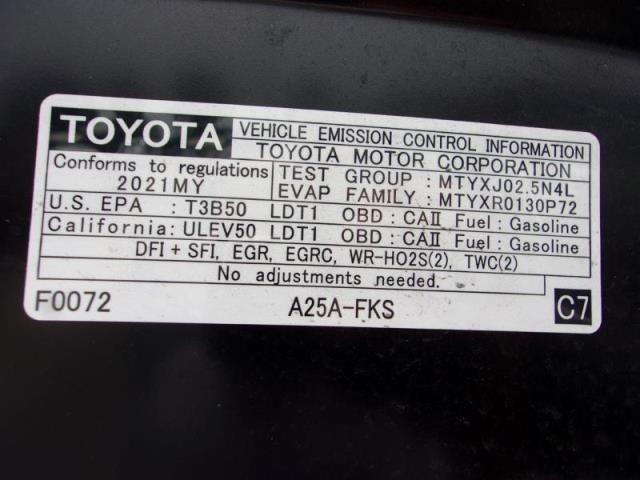 TOYOTA VEHICLE EMISSION CONTROL INFORMATION
TOYOTA MOTOR CORPORATION
Conforms to regulations TEST GROUP : MTYXJ02.5N4L
2021MY EVAP FAMILY : MTYXR0130P72
U.S. EPA : T3B50 LDT1 OBD : CAII Fuel : Gasoline
California: ULEV50 LDT1 OBD : CAII Fuel : Gasoline
DFI + SFI, EGR, EGRC, WR-HO2S(2), TWC(2)
No adjustments needed.
F0072 A25A-FKS C7